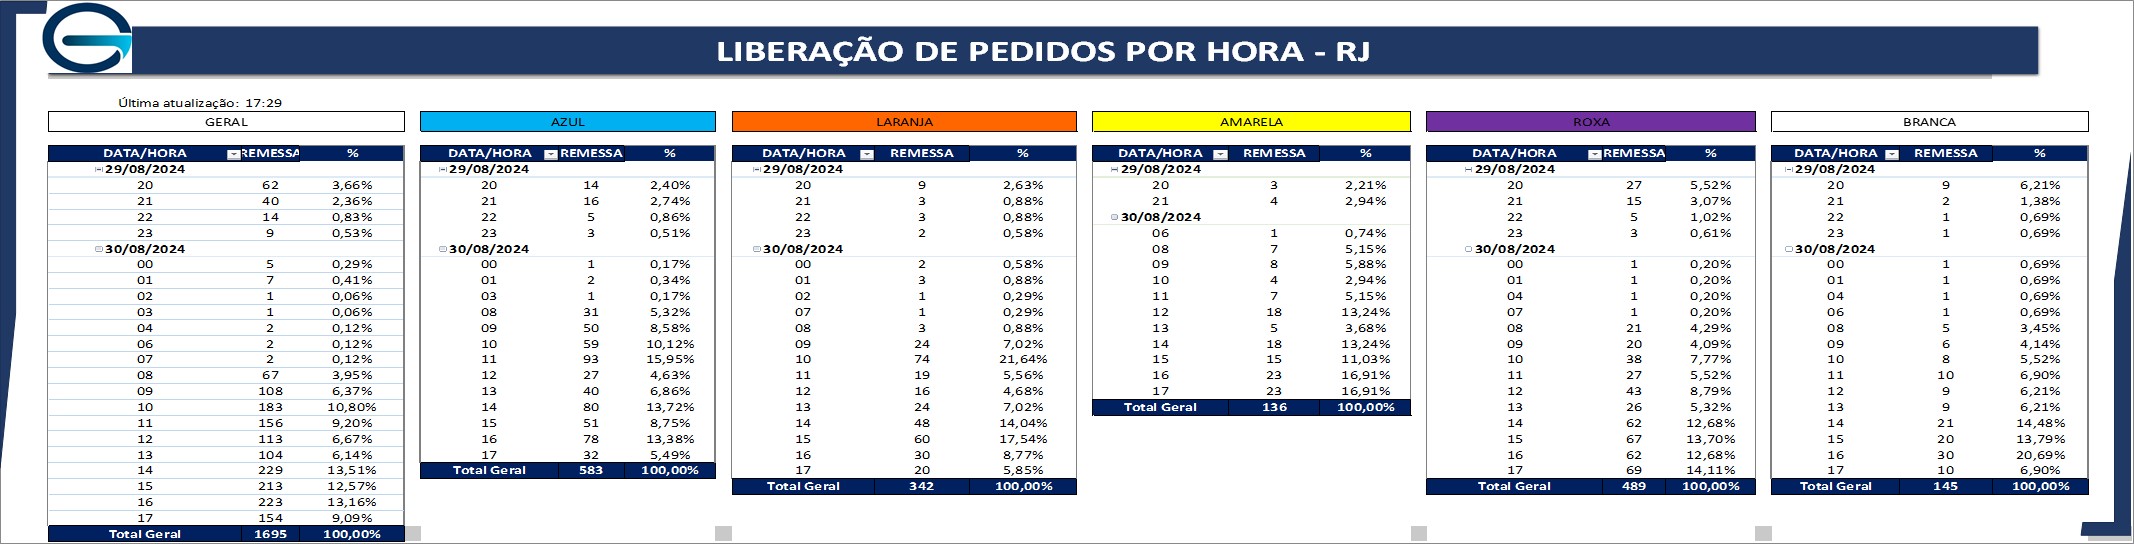 LIBERAÇÃO DE PEDIDOS POR HORA - RJ
Última atualização: 17:29
GERAL
DATA/HORA REMESSA %
29/08/2024
20 62 3,66%
21 40 2,36%
22 14 0,83%
23 9 0,53%
30/08/2024
00 5 0,29%
01 7 0,41%
02 1 0,06%
03 1 0,06%
04 2 0,12%
06 2 0,12%
07 2 0,12%
08 67 3,95%
09 108 6,37%
10 183 10,80%
11 156 9,20%
12 113 6,67%
13 104 6,14%
14 229 13,51%
15 213 12,57%
16 223 13,16%
17 154 9,09%
Total Geral 1695 100,00%
AZUL
DATA/HORA REMESSA %
29/08/2024
20 14 2,40%
21 16 2,74%
22 5 0,86%
23 3 0,51%
30/08/2024
00 1 0,17%
01 2 0,34%
03 1 0,17%
08 31 5,32%
09 50 8,58%
10 59 10,12%
11 93 15,95%
12 27 4,63%
13 40 6,86%
14 80 13,72%
15 51 8,75%
16 78 13,38%
17 32 5,49%
Total Geral 583 100,00%
LARANJA
DATA/HORA REMESSA %
29/08/2024
20 9 2,63%
21 3 0,88%
22 3 0,88%
23 2 0,58%
30/08/2024
00 2 0,58%
01 3 0,88%
02 1 0,29%
07 1 0,29%
08 3 0,88%
09 24 7,02%
10 74 21,64%
11 19 5,56%
12 16 4,68%
13 24 7,02%
14 48 14,04%
15 60 17,54%
16 30 8,77%
17 20 5,85%
Total Geral 342 100,00%
AMARELA
DATA/HORA REMESSA %
29/08/2024
20 3 2,21%
21 4 2,94%
30/08/2024
06 1 0,74%
08 7 5,15%
09 8 5,88%
10 4 2,94%
11 7 5,15%
12 18 13,24%
13 5 3,68%
14 18 13,24%
15 15 11,03%
16 23 16,91%
17 23 16,91%
Total Geral 136 100,00%
ROXA
DATA/HORA REMESSA %
29/08/2024
20 27 5,52%
21 15 3,07%
22 5 1,02%
23 3 0,61%
30/08/2024
00 1 0,20%
01 1 0,20%
04 1 0,20%
07 1 0,20%
08 21 4,29%
09 20 4,09%
10 38 7,77%
11 27 5,52%
12 43 8,79%
13 26 5,32%
14 62 12,68%
15 67 13,70%
16 62 12,68%
17 69 14,11%
Total Geral 489 100,00%
BRANCA
DATA/HORA REMESSA %
29/08/2024
20 9 6,21%
21 2 1,38%
22 1 0,69%
23 1 0,69%
30/08/2024
00 1 0,69%
01 1 0,69%
04 1 0,69%
06 1 0,69%
08 5 3,45%
09 6 4,14%
10 8 5,52%
11 10 6,90%
12 9 6,21%
13 9 6,21%
14 21 14,48%
15 20 13,79%
16 30 20,69%
17 10 6,90%
Total Geral 145 100,00%